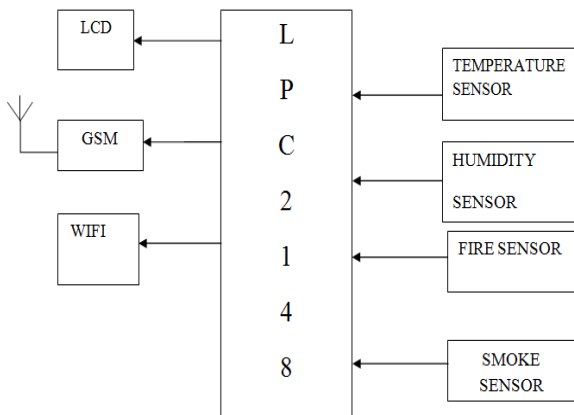 LCD
GSM
WIFI
L
P
C
2
1
4
8
TEMPERATURE
SENSOR
HUMIDITY
SENSOR
FIRE SENSOR
SMOKE
SENSOR